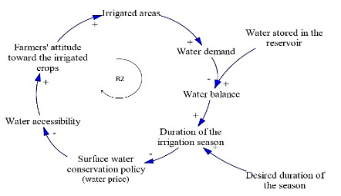 Irrigated areas
Water stored in the
reservoir
Farmers' attitude
toward the irrigated
crops
+
+
Water demand
R2
-
+
+
Water balance
Water accessibility
+
Duration of the
irrigation season
-
-
+
Surface water
conservation policy
(water price)
Desired duration of
the season